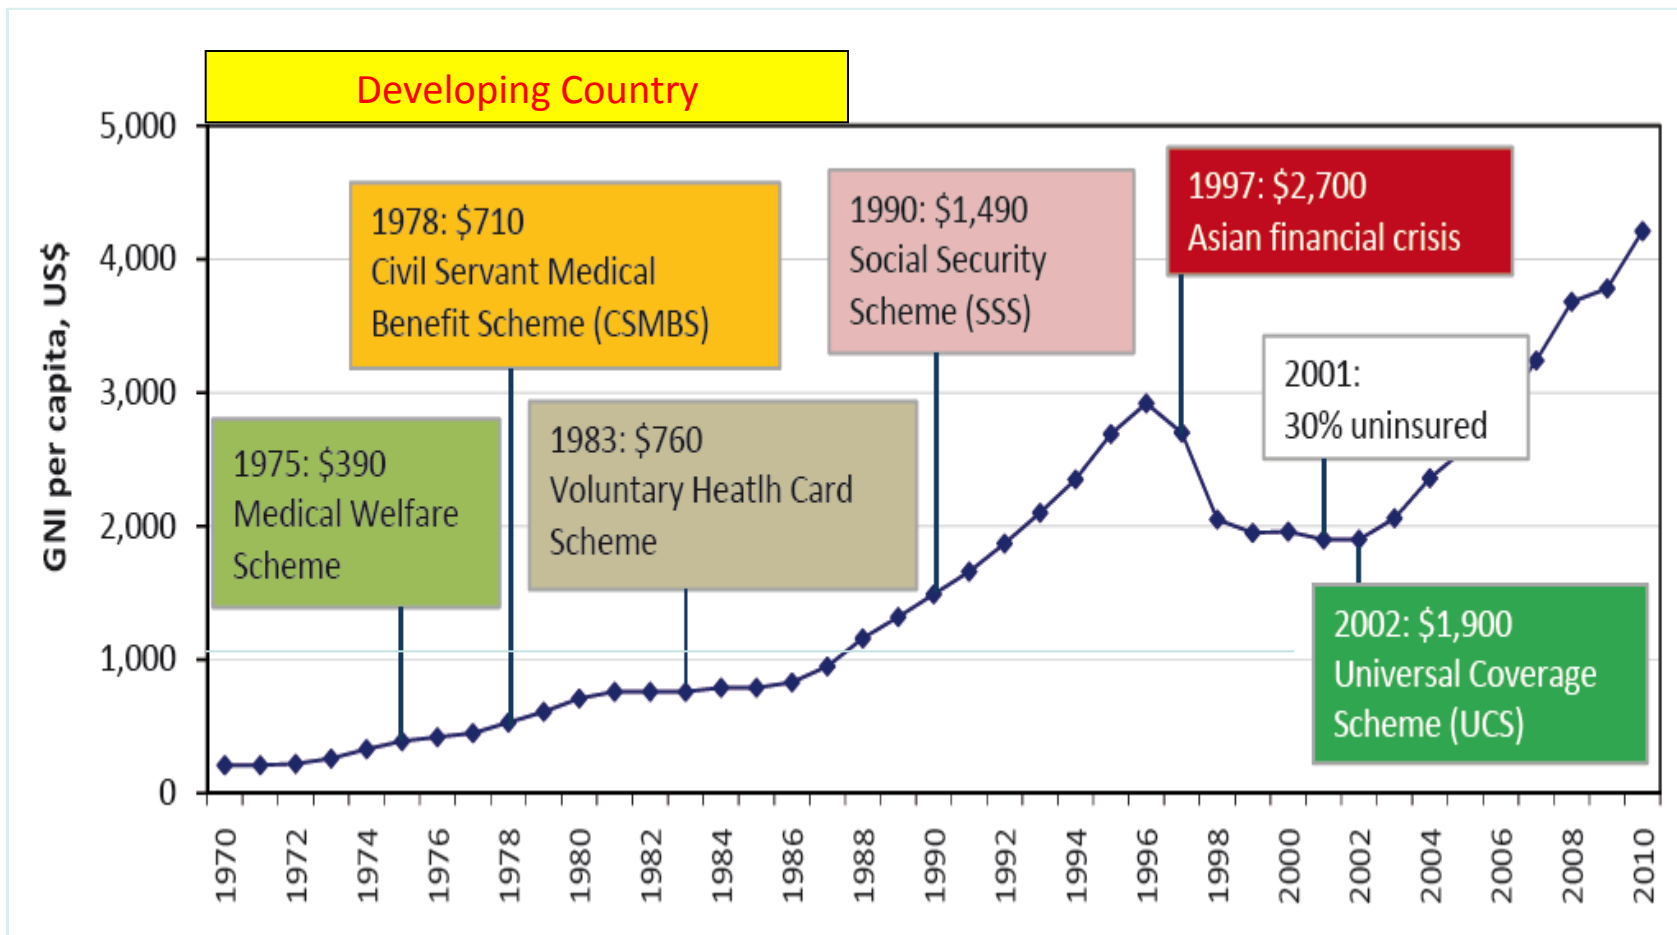 Developing Country
GNI per capita, US$
5,000
4,000
3,000
2,000
1,000
0
1975: $390
Medical Welfare
Scheme
1978: $710
Civil Servant Medical
Benefit Scheme (CSMBS)
1983: $760
Voluntary Heatlh Card
Scheme
1990: $1,490
Social Security
Scheme (SSS)
1997: $2,700
Asian financial crisis
2001:
30% uninsured
2002: $1,900
Universal Coverage
Scheme (UCS)
1970
1972
1974
1976
1978
1980
1982
1984
1986
1988
1990
1992
1994
1996
1998
2000
2002
2004
2006
2008
2010